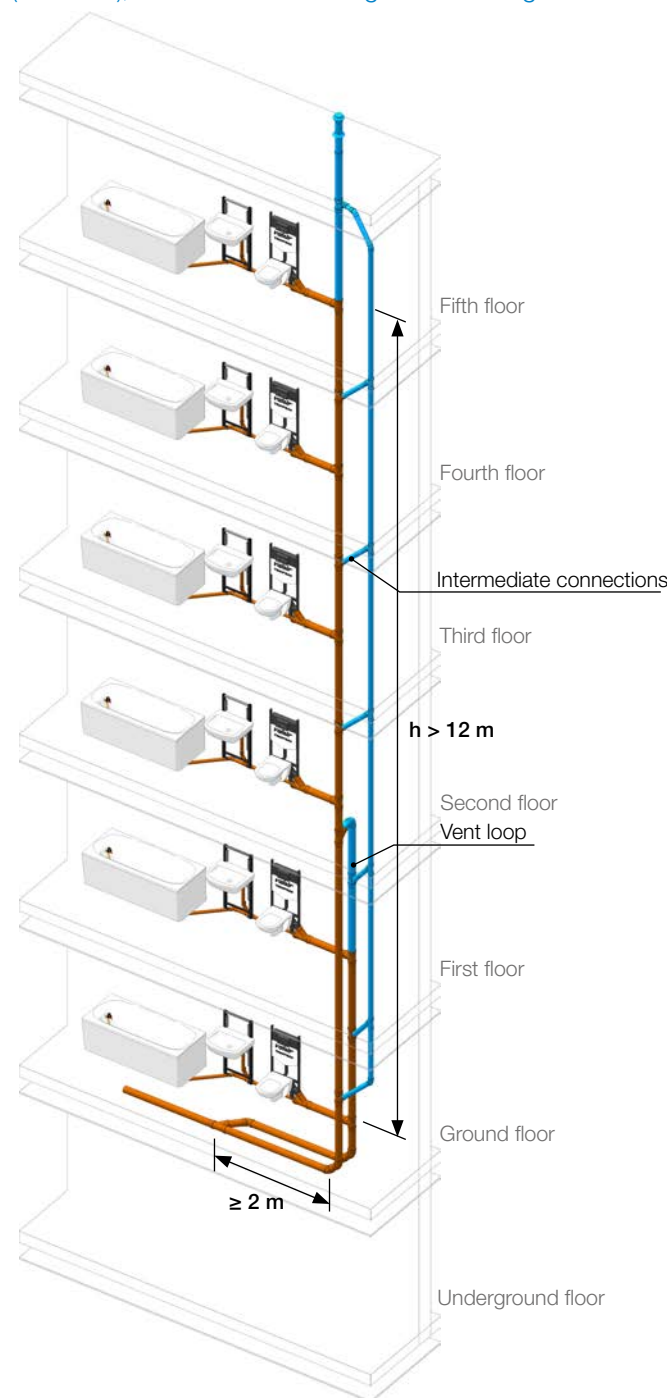 Fifth floor
Fourth floor
Intermediate connections
Third floor
h > 12 m
Second floor
Vent loop
First floor
Ground floor
≥ 2 m
Underground floor